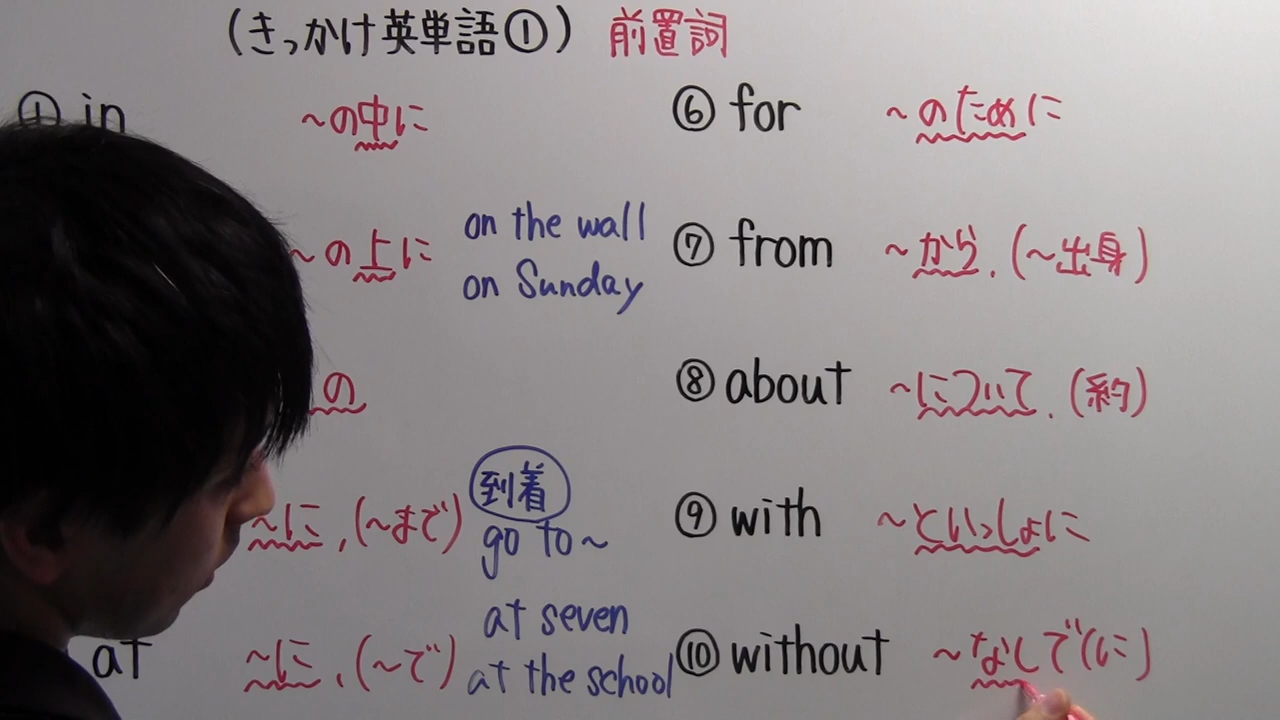 (きっかけ英単語①) 前置詞
① in ~の中に
~の上に on the wall
on Sunday
の
~に, (~まで) 到着
go to~
at seven
at ~に, (~で) at the school
⑥ for ~のために
⑦ from ~から, (~出身)
⑧ about ~について, (約)
⑨ with ~といっしょに
⑩ without ~なしで(に)